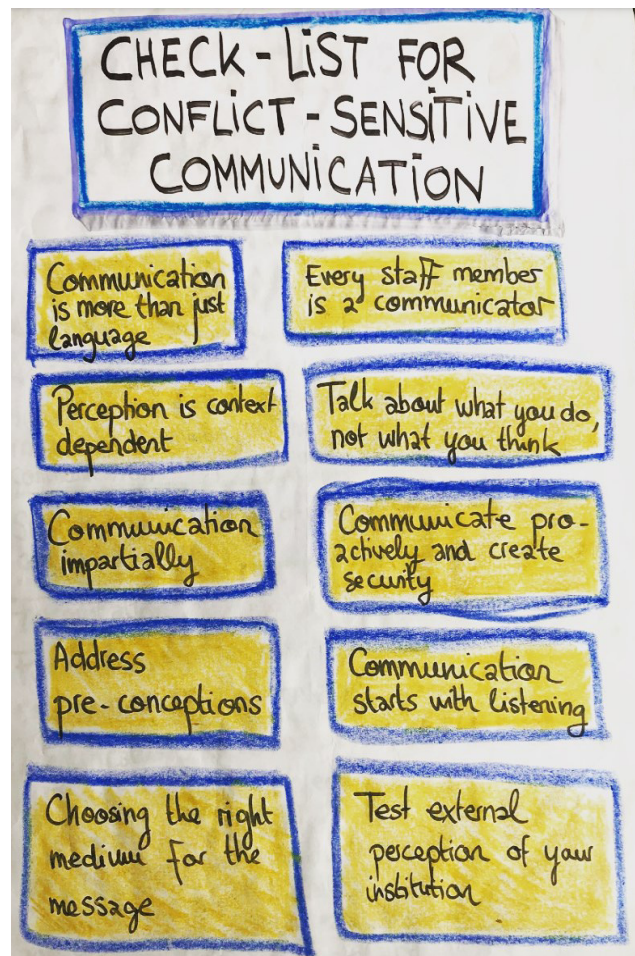 CHECK-LiST FOR
CONFLiCT-SENSiTiVE
COMMUNiCATiON
Communication
is more than just
language
Every staff member
is a communicator
Perception is context
dependent
Talk about what you do,
not what you think
Communication
impartially
Communicate pro-
actively and create
security
Address
pre-conceptions
Communication
starts with listening
Choosing the right
medium for the
message
Test external
perception of your
institution